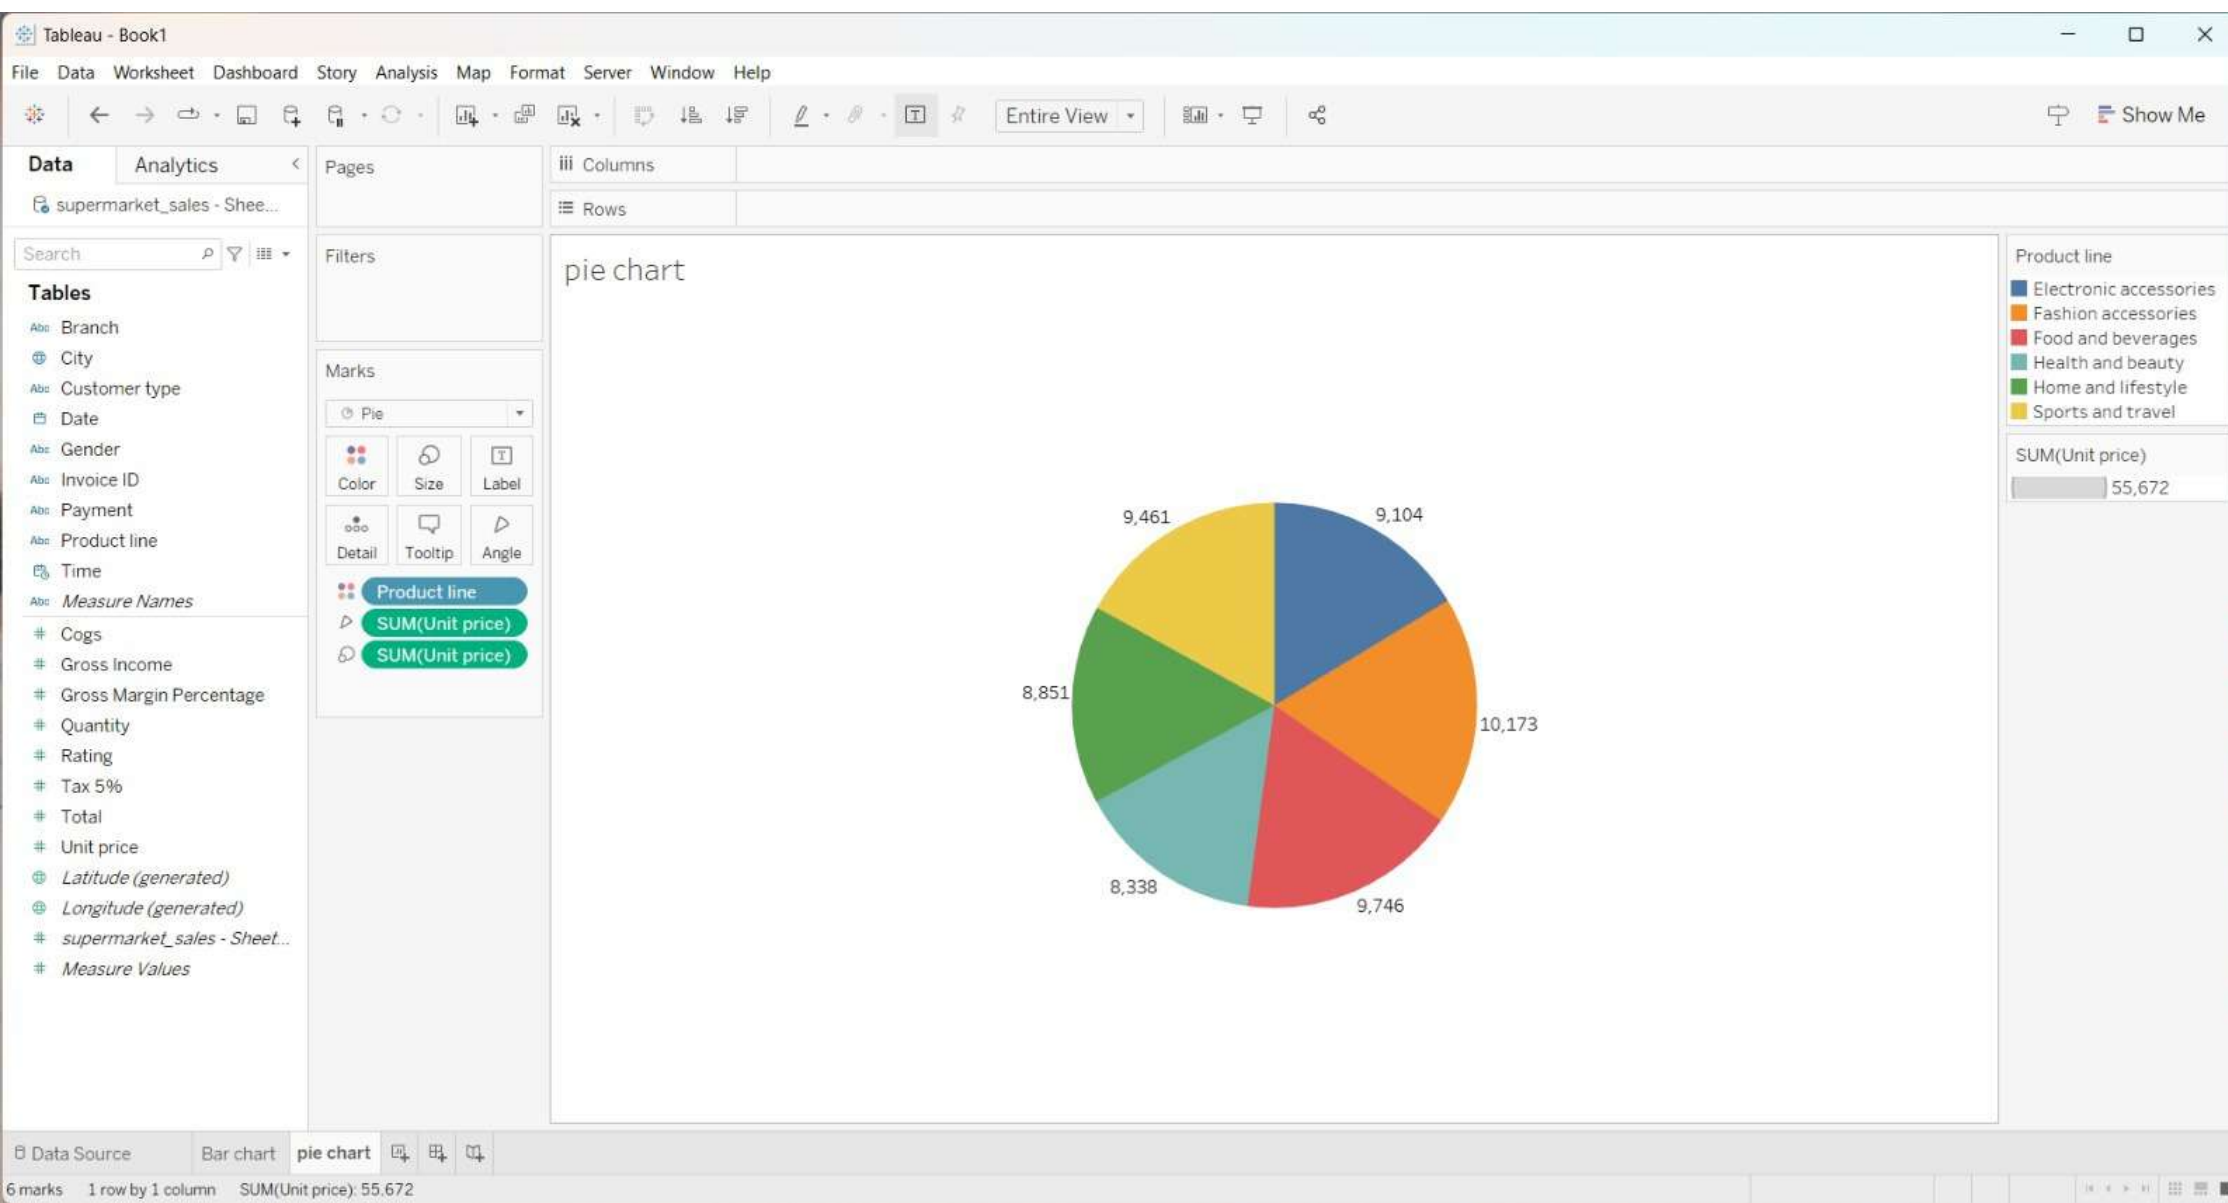 Tableau - Book1
File Data Worksheet Dashboard Story Analysis Map Format Server Window Help
Entire View
Show Me
Data Analytics
supermarket_sales - Shee...
Search
Tables
Abc Branch
City
Abc Customer type
Date
Abc Gender
Abc Invoice ID
Abc Payment
Abc Product line
Time
Abc Measure Names
# Cogs
# Gross Income
# Gross Margin Percentage
# Quantity
# Rating
# Tax 5%
# Total
# Unit price
Latitude (generated)
Longitude (generated)
# supermarket_sales - Sheet...
# Measure Values
Pages
Filters
Marks
Pie
Color Size Label
Detail Tooltip Angle
Product line
SUM(Unit price)
SUM(Unit price)
Columns
Rows
pie chart
9,461
9,104
8,851
10,173
8,338
9,746
Product line
Electronic accessories
Fashion accessories
Food and beverages
Health and beauty
Home and lifestyle
Sports and travel
SUM(Unit price)
55,672
Data Source Bar chart pie chart
6 marks 1 row by 1 column SUM(Unit price): 55,672